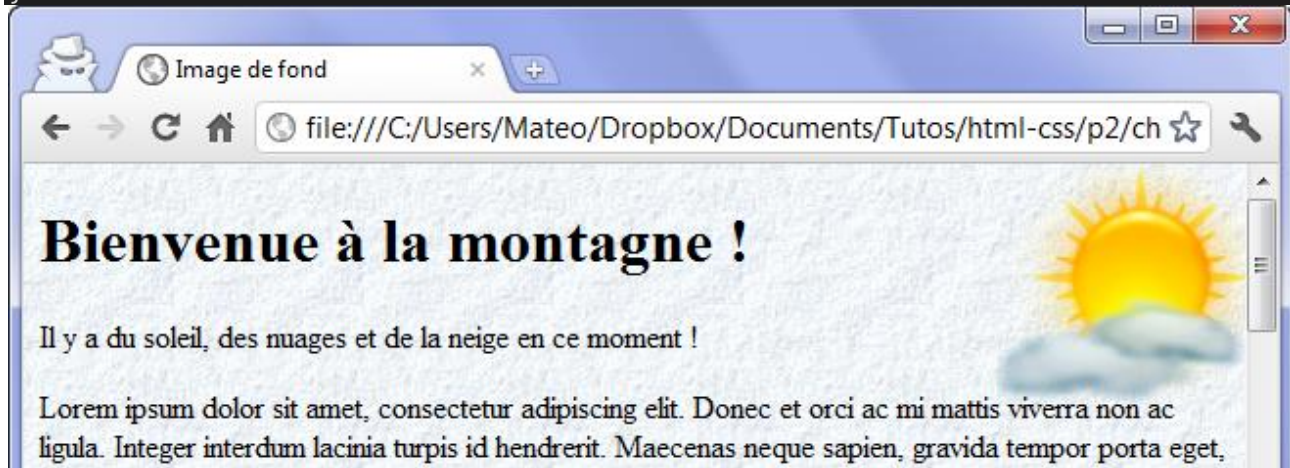 Image de fond
file:///C:/Users/Mateo/Dropbox/Documents/Tutos/html-css/p2/ch
Bienvenue à la montagne !
Il y a du soleil, des nuages et de la neige en ce moment !
Lorem ipsum dolor sit amet, consectetur adipiscing elit. Donec et orci ac mi mattis viverra non ac
ligula. Integer interdum lacinia turpis id hendrerit. Maecenas neque sapien, gravida tempor porta eget,